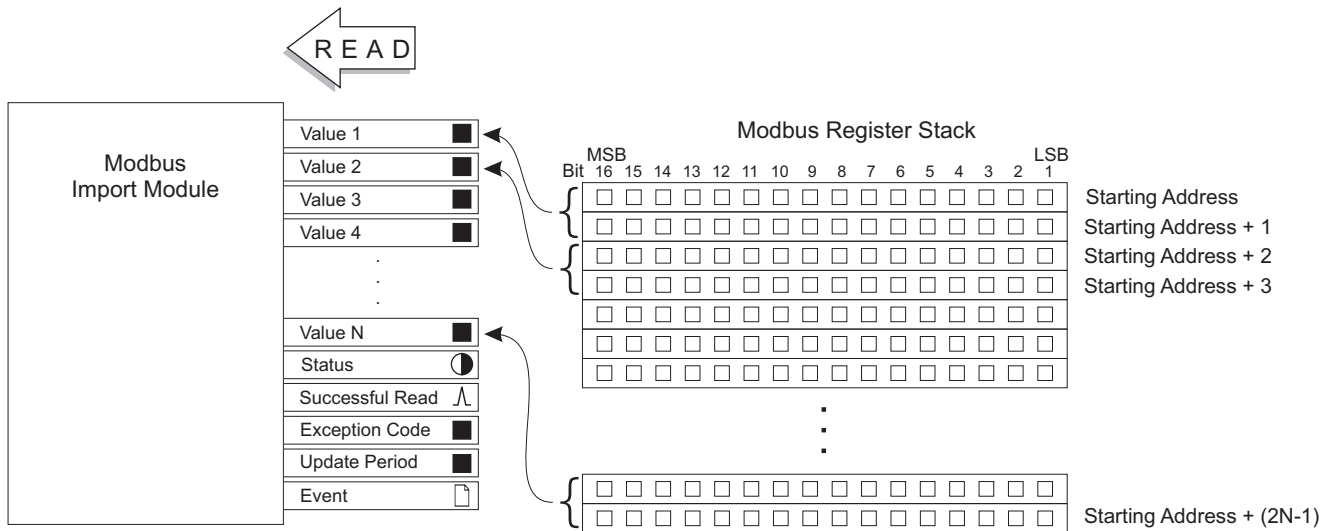 READ
Modbus
Import Module
Value 1
Value 2
Value 3
Value 4
.
.
.
Value N
Status
Successful Read
Exception Code
Update Period
Event
Modbus Register Stack
MSB LSB
Bit 16 15 14 13 12 11 10 9 8 7 6 5 4 3 2 1
Starting Address
Starting Address + 1
Starting Address + 2
Starting Address + 3
.
.
.
Starting Address + (2N-1)